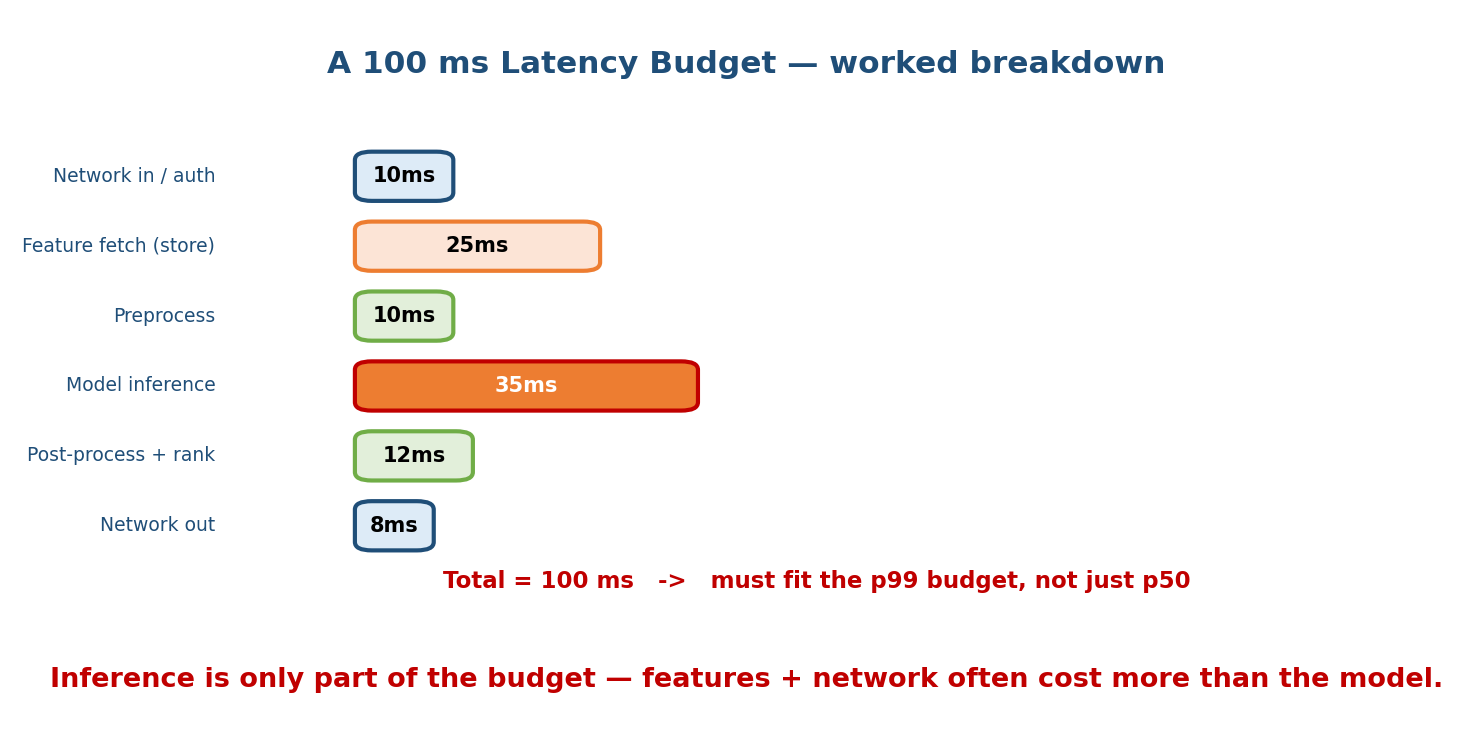 A 100 ms Latency Budget — worked breakdown
Network in / auth
10ms
Feature fetch (store)
25ms
Preprocess
10ms
Model inference
35ms
Post-process + rank
12ms
Network out
8ms
Total = 100 ms -> must fit the p99 budget, not just p50
Inference is only part of the budget — features + network often cost more than the model.